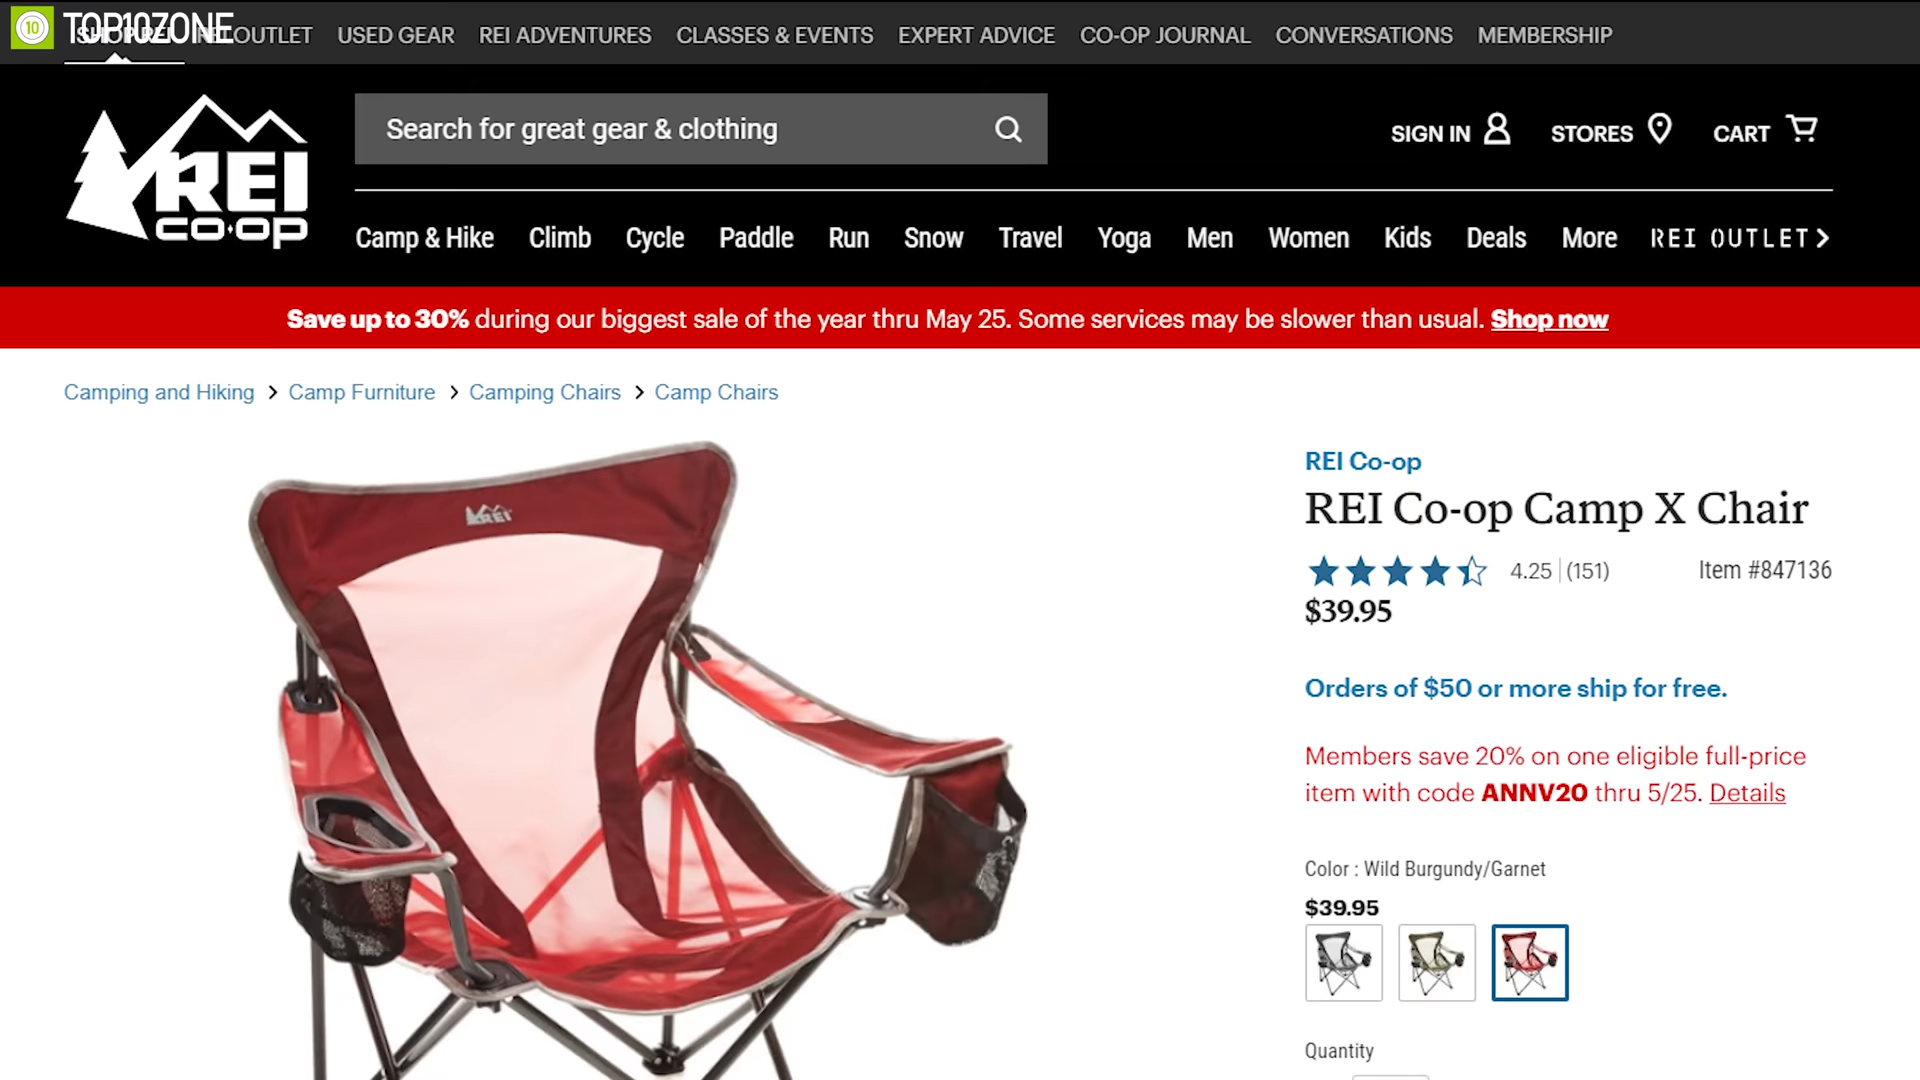 10 TOP10ZONE
SHOP REI REI OUTLET USED GEAR REI ADVENTURES CLASSES & EVENTS EXPERT ADVICE CO-OP JOURNAL CONVERSATIONS MEMBERSHIP
REI
CO·OP
Search for great gear & clothing
SIGN IN STORES CART
Camp & Hike Climb Cycle Paddle Run Snow Travel Yoga Men Women Kids Deals More REI OUTLET
Save up to 30% during our biggest sale of the year thru May 25. Some services may be slower than usual. Shop now
Camping and Hiking > Camp Furniture > Camping Chairs > Camp Chairs
REI
REI Co-op
REI Co-op Camp X Chair
4.25 (151) Item #847136
$39.95
Orders of $50 or more ship for free.
Members save 20% on one eligible full-price
item with code ANNV20 thru 5/25. Details
Color : Wild Burgundy/Garnet
$39.95
Quantity